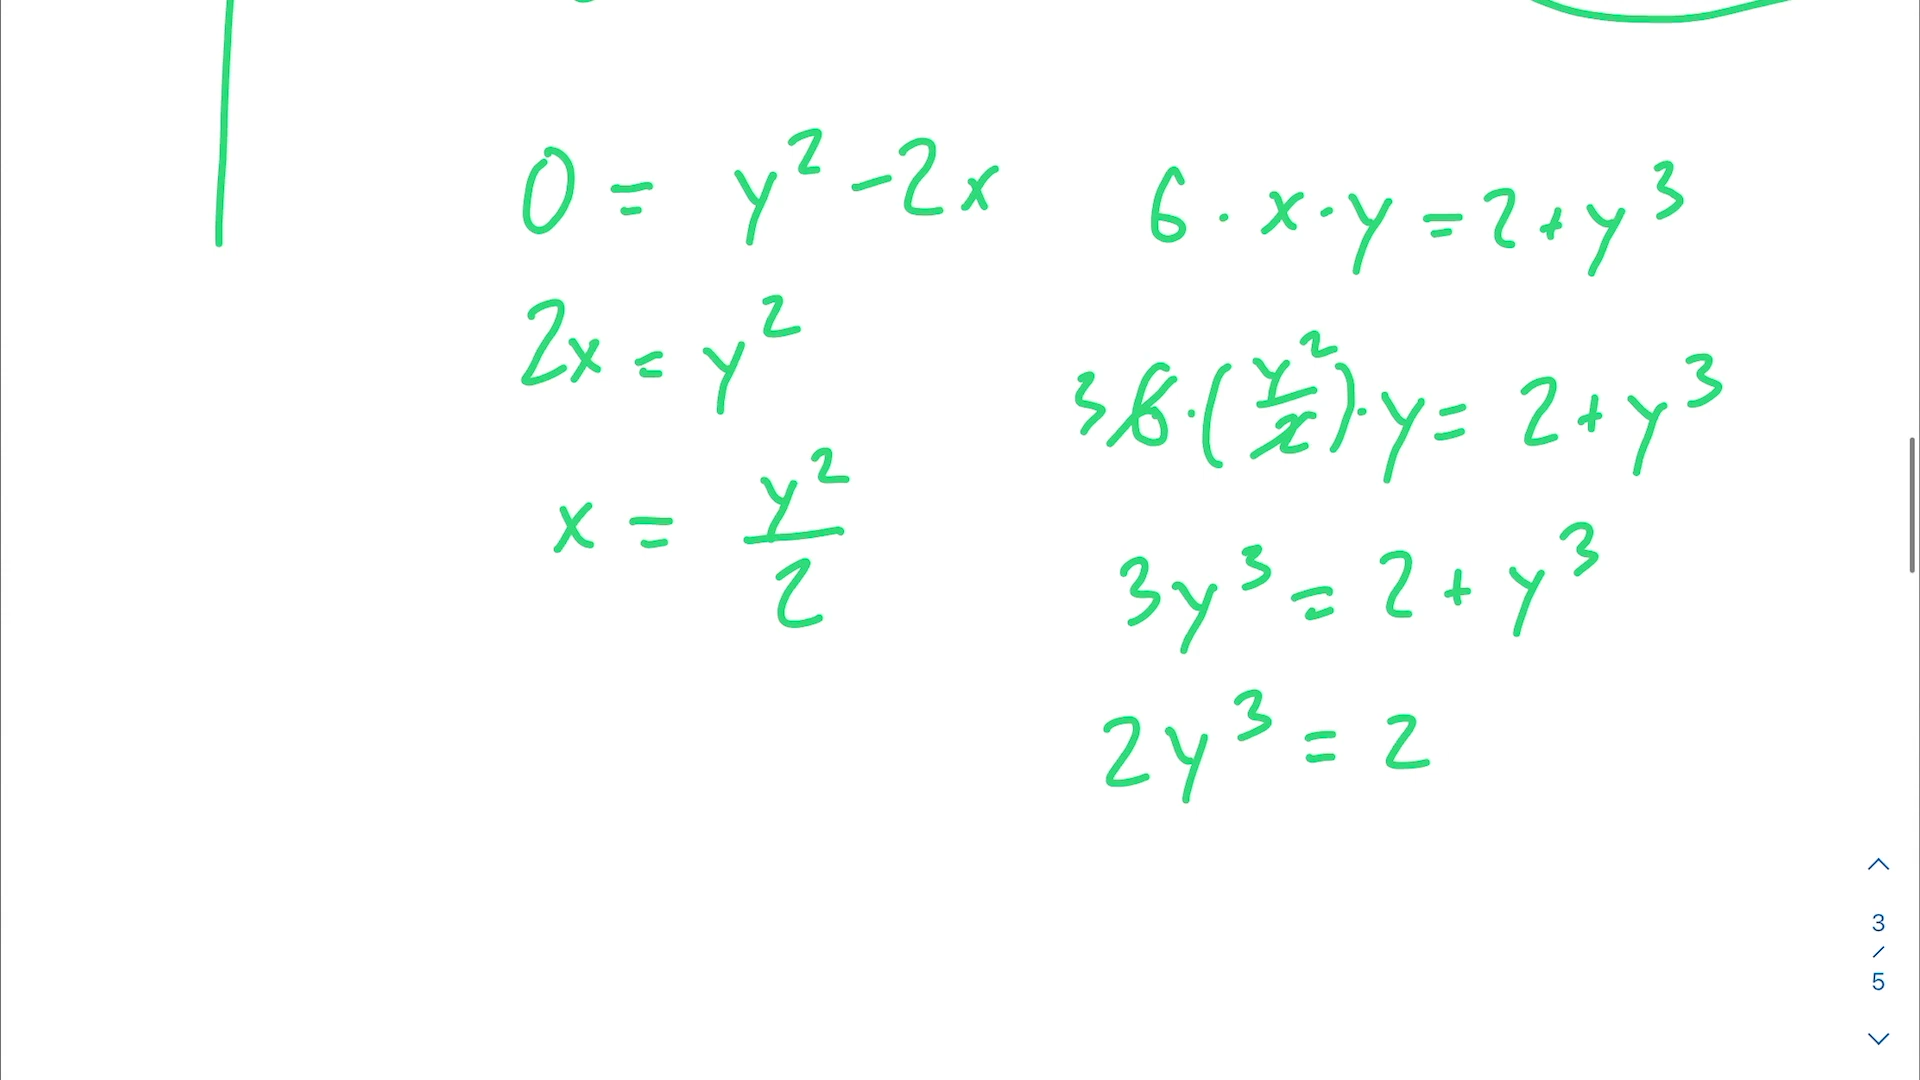 0 = y² - 2x
2x = y²
x = y²/2
6 · x · y = 2 + y³
3 6 · (y²/2) · y = 2 + y³
3y³ = 2 + y³
2y³ = 2
3
/
5